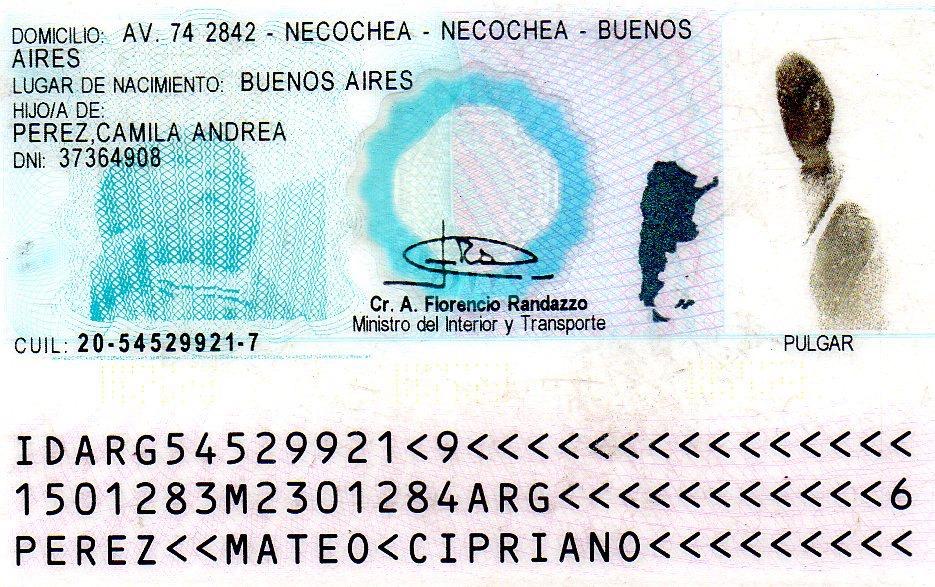 DOMICILIO: AV. 74 2842 - NECOCHEA - NECOCHEA - BUENOS
AIRES
LUGAR DE NACIMIENTO: BUENOS AIRES
HIJO/A DE:
PEREZ,CAMILA ANDREA
DNI: 37364908
Cr. A. Florencio Randazzo
Ministro del Interior y Transporte
CUIL: 20-54529921-7
PULGAR
IDARG54529921<9<<<<<<<<<<<<<<<
1501283M2301284ARG<<<<<<<<<<<6
PEREZ<<MATEO<CIPRIANO<<<<<<<<<